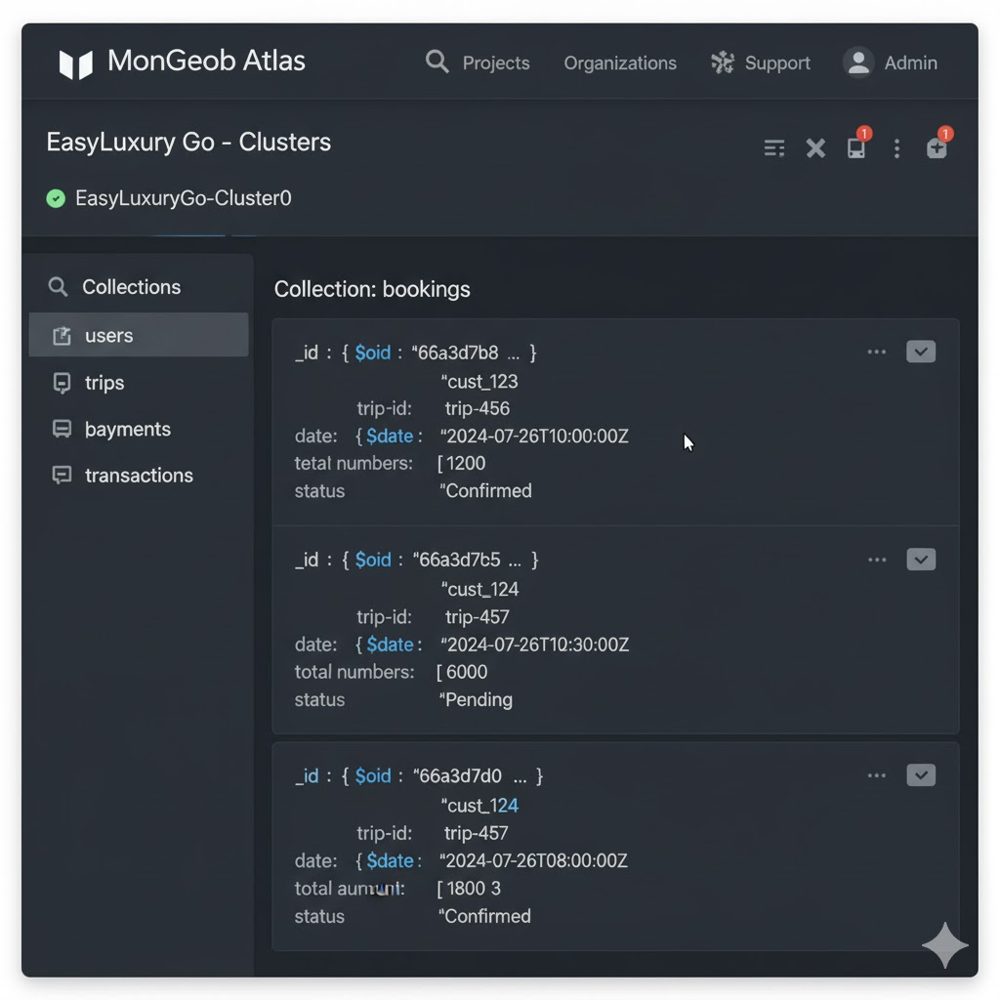 MonGeob Atlas
Projects
Organizations
Support
Admin
EasyLuxury Go - Clusters
1
1
EasyLuxuryGo-Cluster0
Collections
users
trips
þayments
transactions
Collection: bookings
_id : { $oid : "66a3d7b8 ... }
"cust_123
trip-id: trip-456
date: { $date : "2024-07-26T10:00:00Z
tetal numbers: [ 1200
status "Confirmed
_id : { $oid : "66a3d7b5 ... }
"cust_124
trip-id: trip-457
date: { $date : "2024-07-26T10:30:00Z
total numbers: [ 6000
status "Pending
_id : { $oid : "66a3d7d0 ... }
"cust_124
trip-id: trip-457
date: { $date : "2024-07-26T08:00:00Z
total [ 1800 3
status "Confirmed